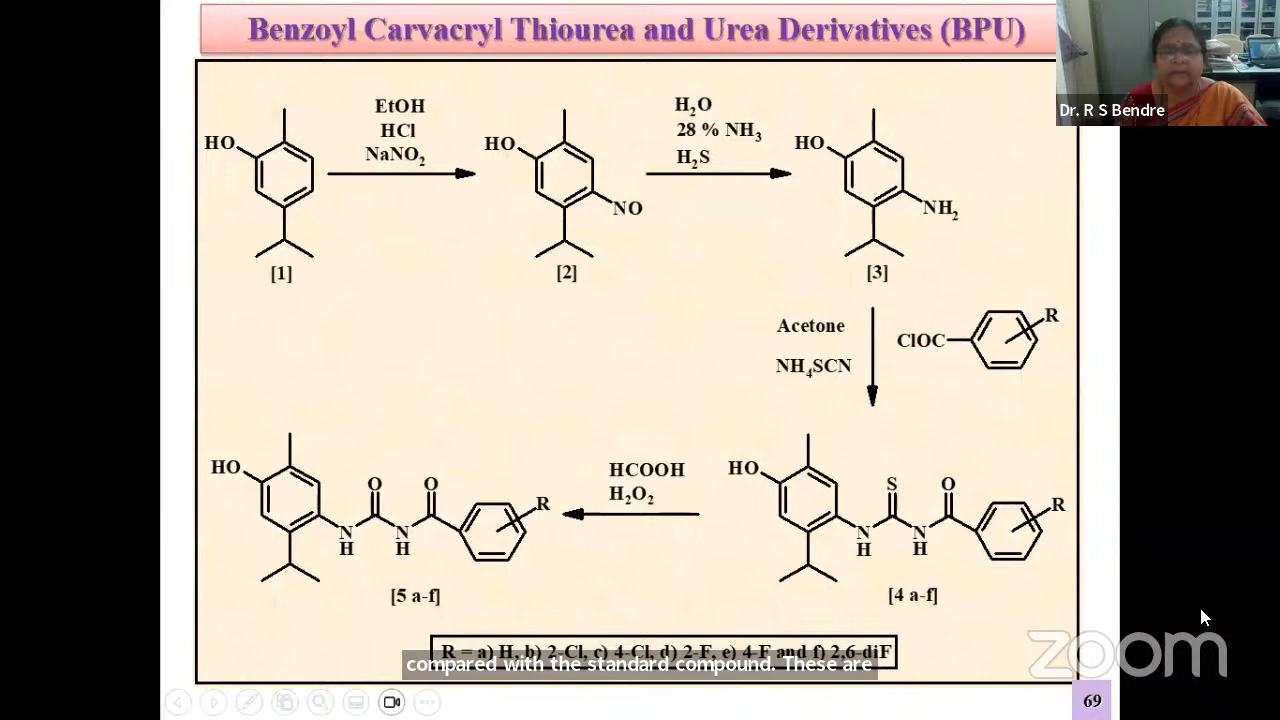 Benzoyl Carvacryl Thiourea and Urea Derivatives (BPU)
Dr. R S Bendre
EtOH
HCl
NaNO₂
H₂O
28 % NH₃
H₂S
HO
HO
NO
HO
NH₂
[1]
[2]
[3]
Acetone
NH₄SCN
ClOC
R
HO
O
O
N
H
N
H
R
HCOOH
H₂O₂
HO
S
O
N
H
N
H
R
[5 a-f]
[4 a-f]
R = a) H, b) 2-Cl, c) 4-Cl, d) 2-F, e) 4-F and f) 2,6-diF
compared with the standard compound. These are
zoom
69